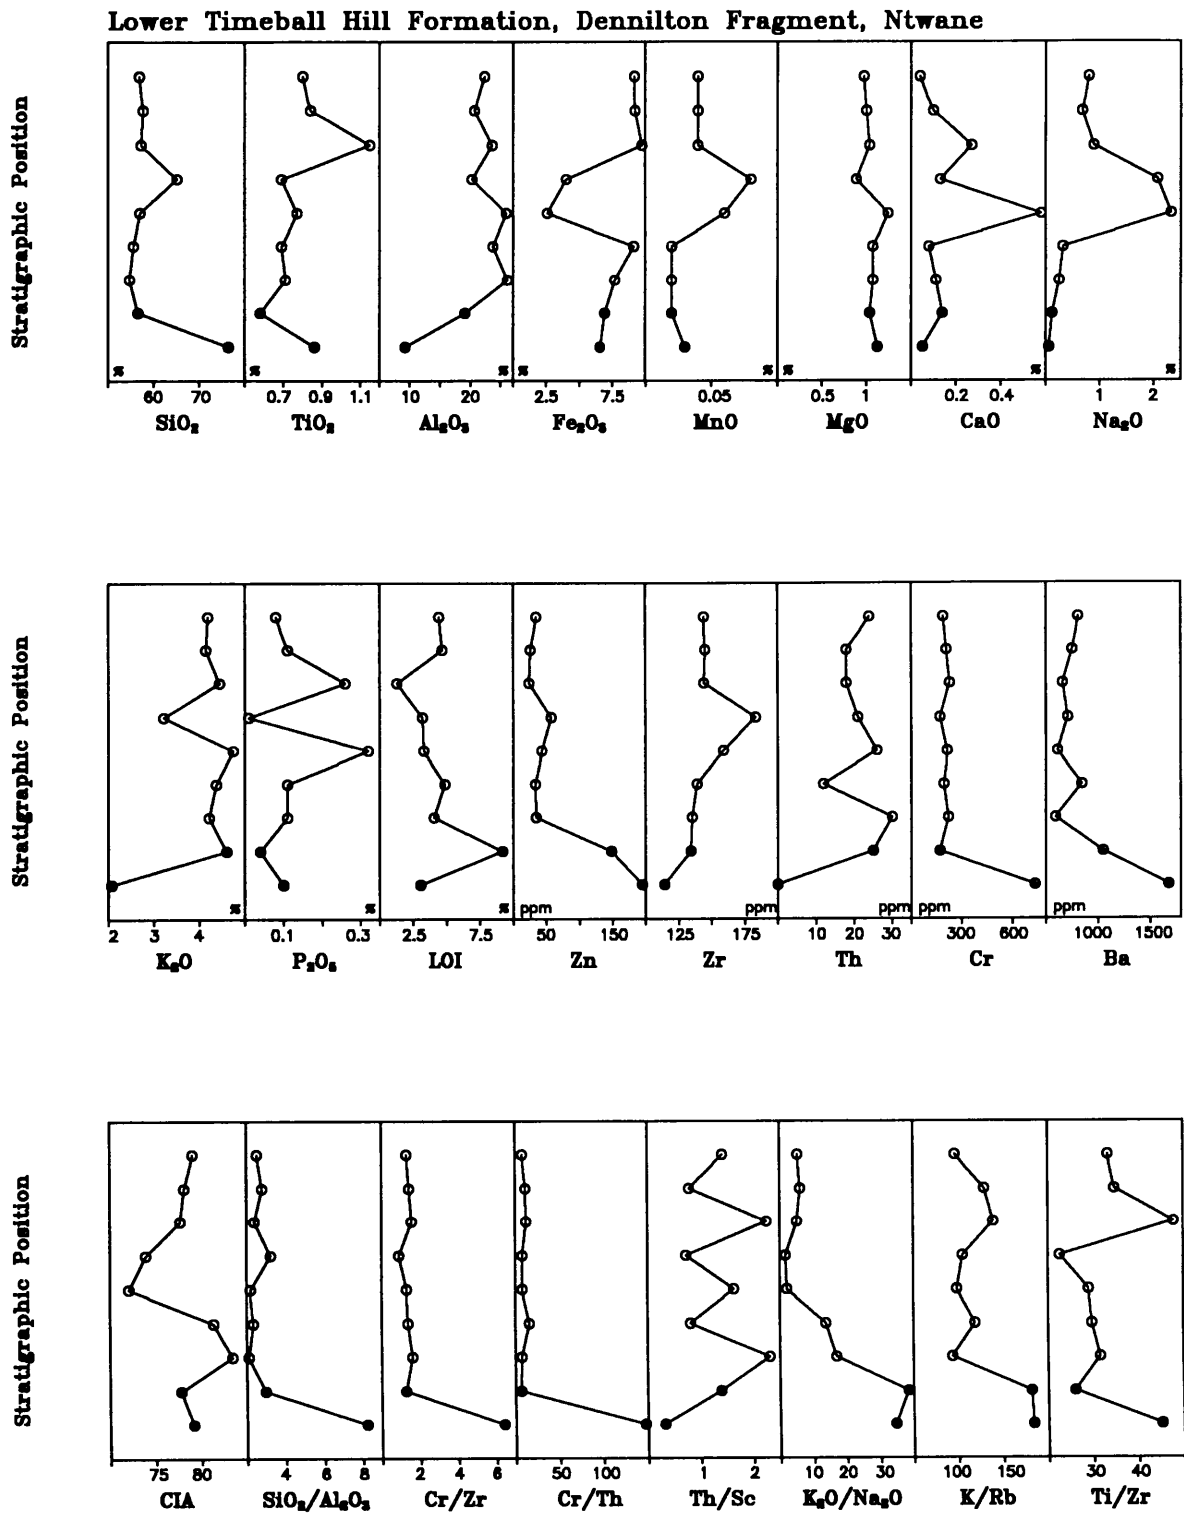 Lower Timeball Hill Formation, Dennilton Fragment, Ntwane
Stratigraphic Position
% % % % % % % %
60 70 0.7 0.9 1.1 10 20 2.5 7.5 0.05 0.5 1 0.2 0.4 1 2
SiO₂ TiO₂ Al₂O₃ Fe₂O₃ MnO MgO CaO Na₂O
Stratigraphic Position
% % % ppm ppm ppm ppm ppm
2 3 4 0.1 0.3 2.5 7.5 50 150 125 175 10 20 30 300 600 1000 1500
K₂O P₂O₅ LOI Zn Zr Th Cr Ba
Stratigraphic Position
75 80 4 6 8 2 4 6 50 100 1 2 10 20 30 100 150 30 40
CIA SiO₂/Al₂O₃ Cr/Zr Cr/Th Th/Sc K₂O/Na₂O K/Rb Ti/Zr